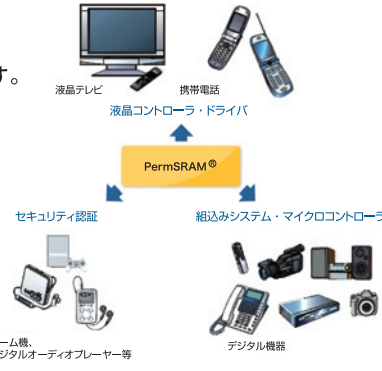 す。
液晶テレビ
携帯電話
液晶コントローラ・ドライバ
PermSRAM®
セキュリティ認証
組込みシステム・マイクロコントローラ
ーム機、
ジタルオーディオプレーヤー等
デジタル機器